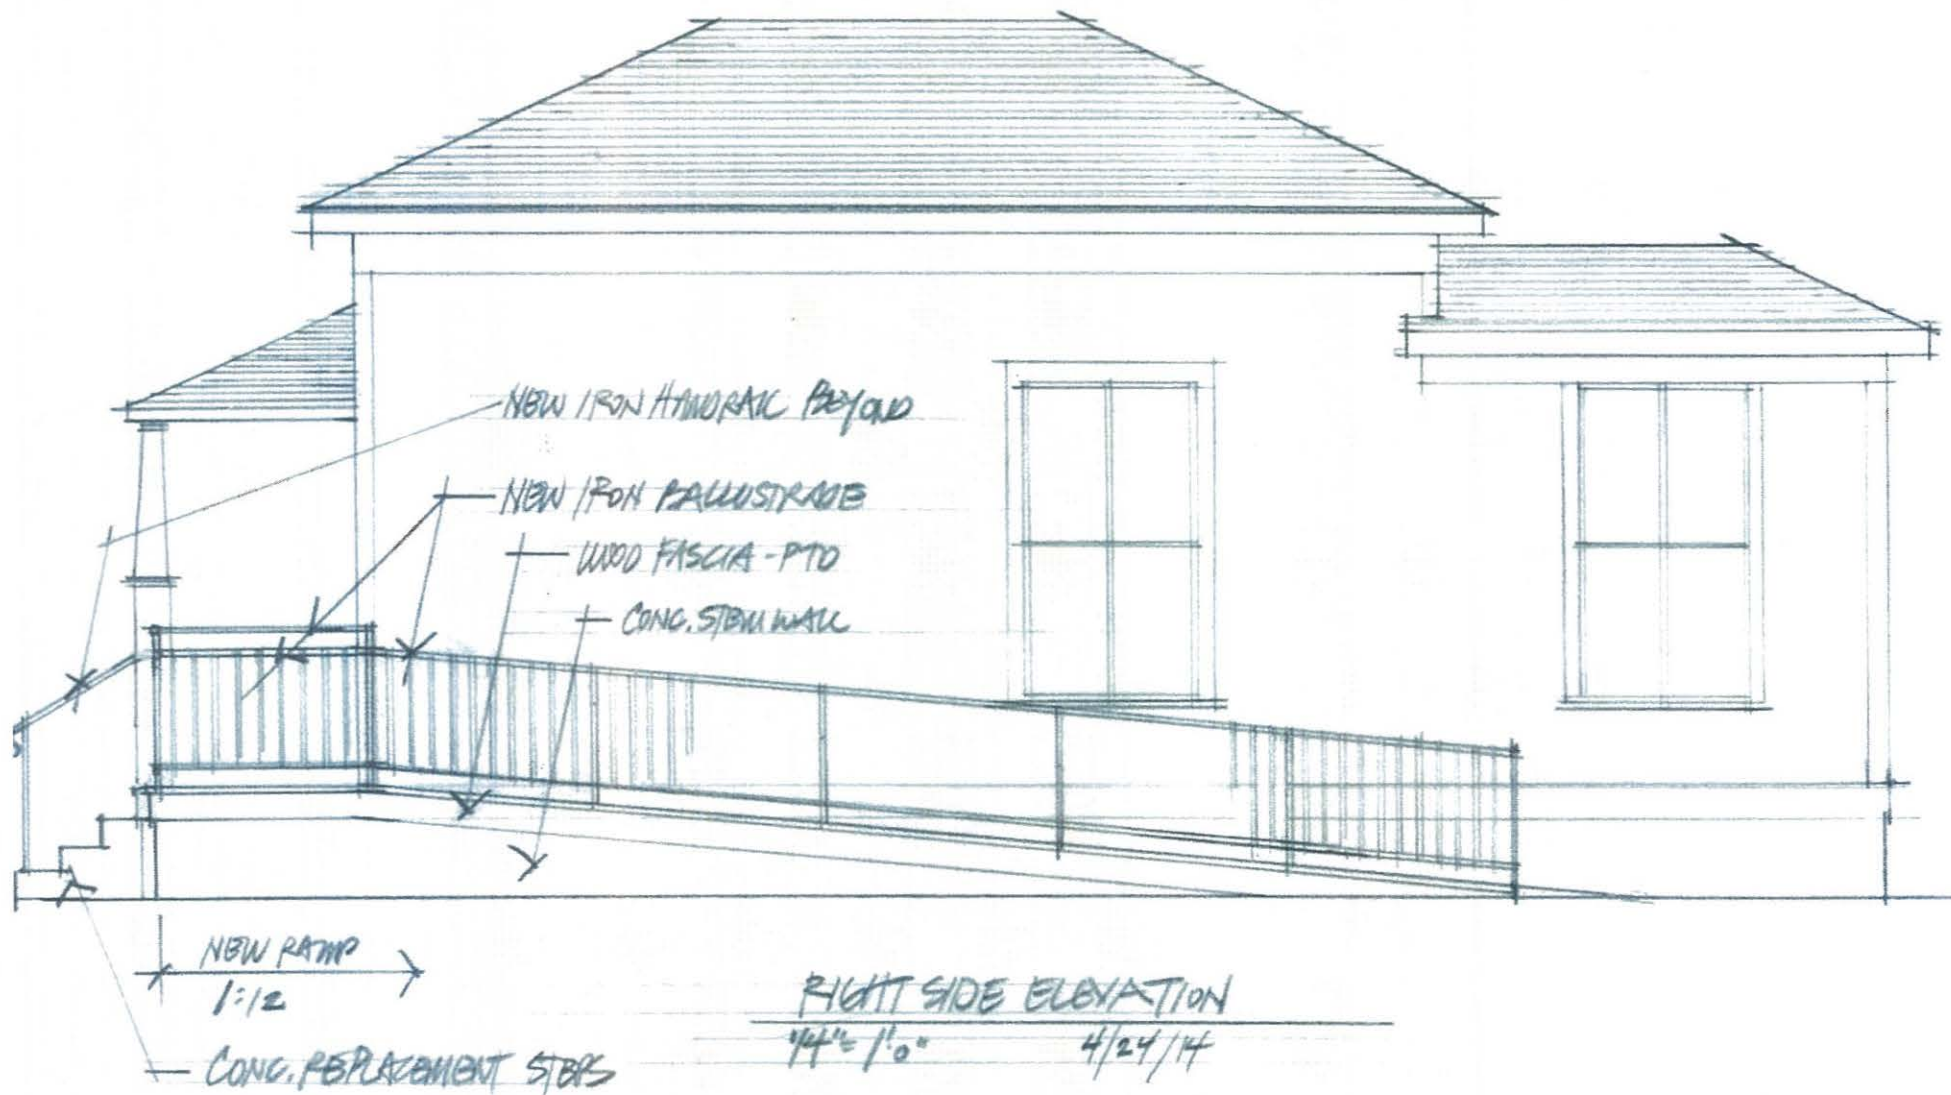 NEW IRON HANDRAIL BEYOND
NEW IRON BALLUSTRADE
WOOD FASCIA - PTD
CONC. STEM WALL
NEW RAMP
1:12
CONC. REPLACEMENT STEPS
RIGHT SIDE ELEVATION
1/4" = 1'0" 4/24/14